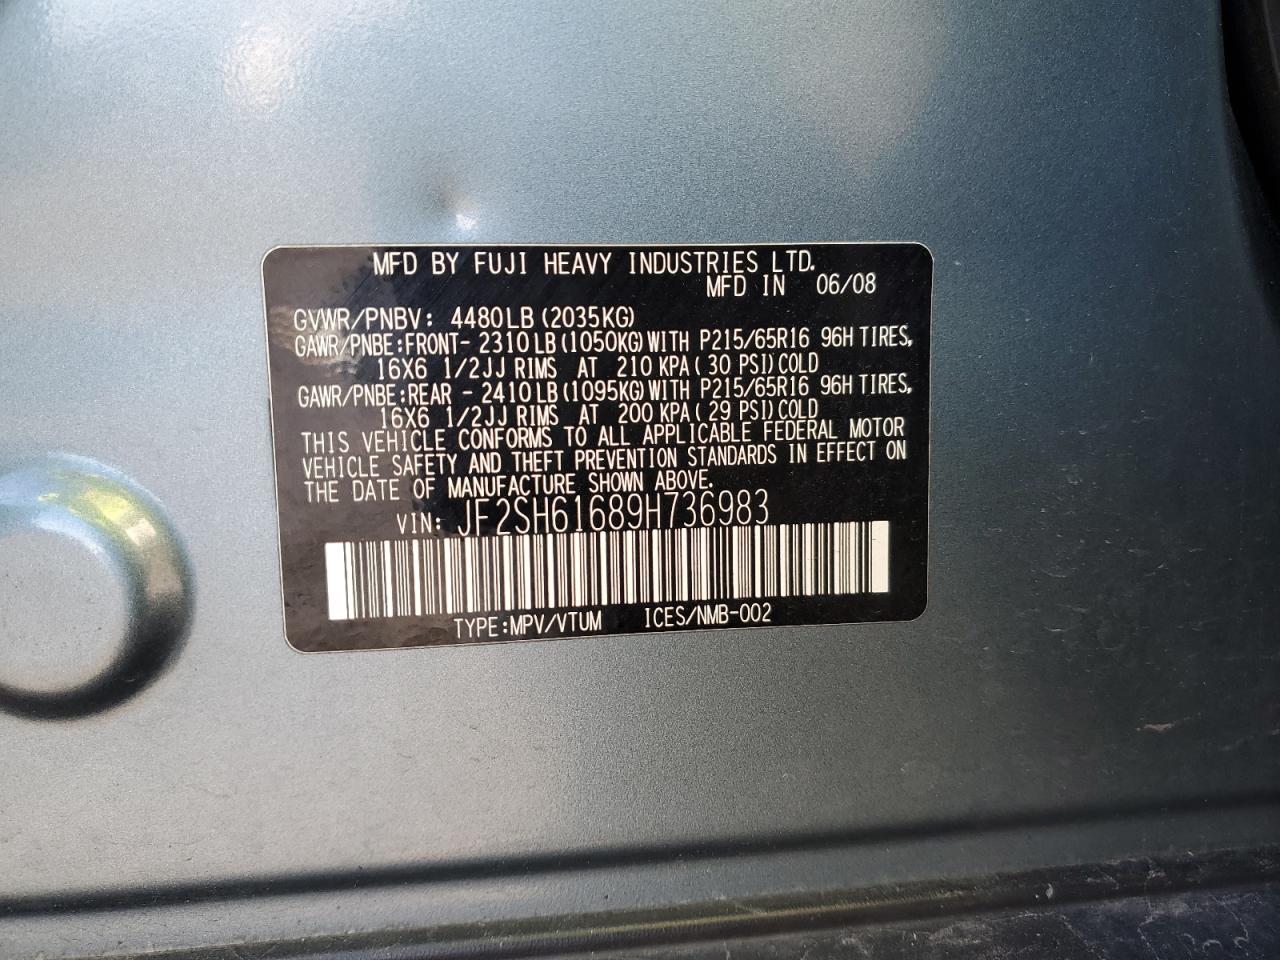 MFD BY FUJI HEAVY INDUSTRIES LTD.
MFD IN 06/08
GVWR/PNBV: 4480LB (2035KG)
GAWR/PNBE:FRONT- 2310LB (1050KG) WITH P215/65R16 96H TIRES,
16X6 1/2JJ RIMS AT 210 KPA ( 30 PSI) COLD
GAWR/PNBE:REAR - 2410LB (1095KG) WITH P215/65R16 96H TIRES,
16X6 1/2JJ RIMS AT 200 KPA ( 29 PSI) COLD
THIS VEHICLE CONFORMS TO ALL APPLICABLE FEDERAL MOTOR
VEHICLE SAFETY AND THEFT PREVENTION STANDARDS IN EFFECT ON
THE DATE OF MANUFACTURE SHOWN ABOVE.
VIN: JF2SH61689H736983
TYPE:MPV/VTUM ICES/NMB-002